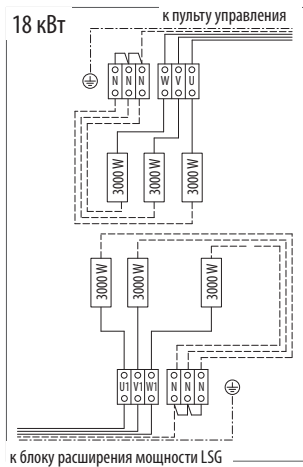 к пульту управления
18 кВт
N N N W V U
3000 W 3000 W 3000 W
3000 W 3000 W 3000 W
U1 V1 W1 N N N
к блоку расширения мощности LSG